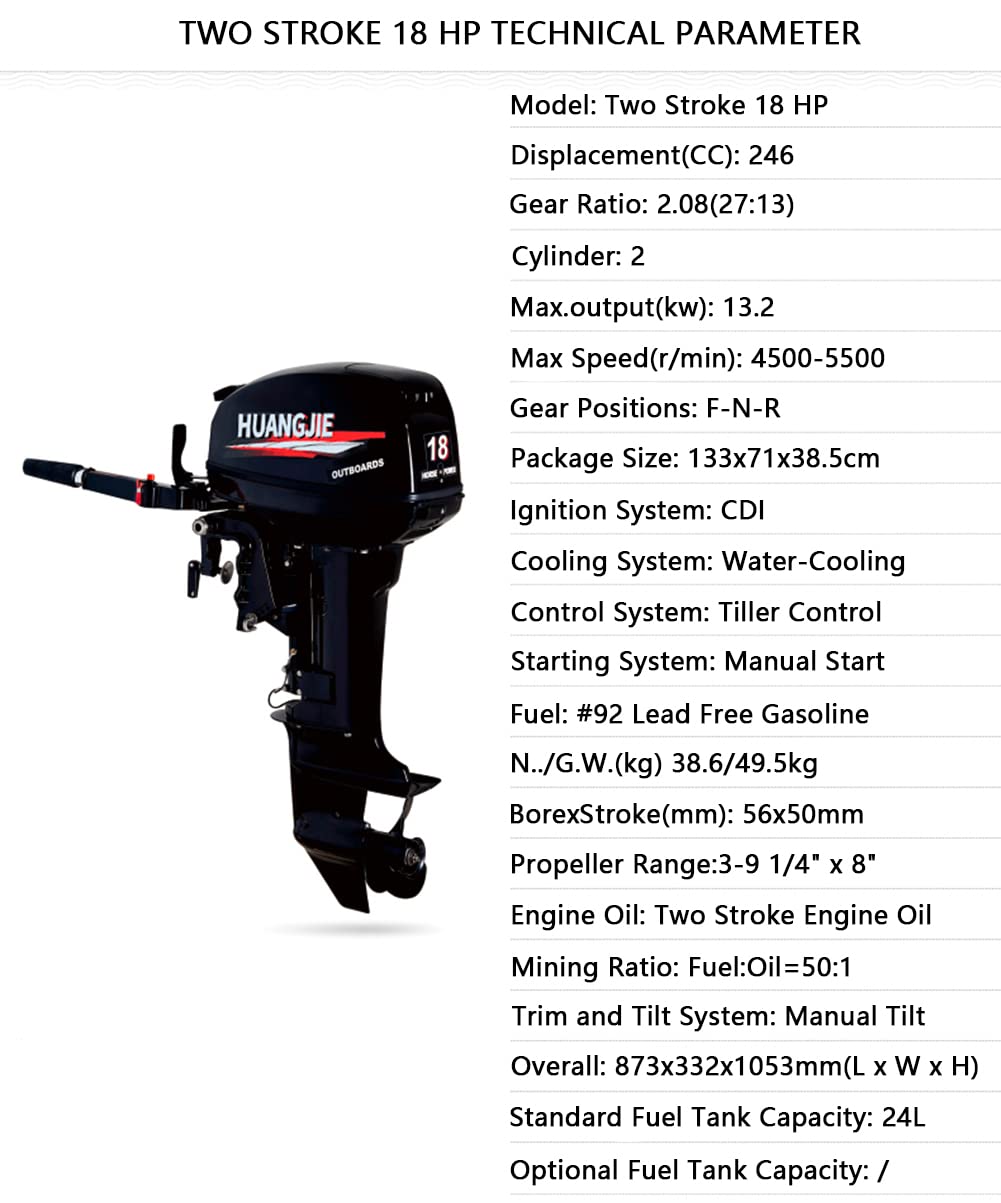 TWO STROKE 18 HP TECHNICAL PARAMETER
Model: Two Stroke 18 HP
Displacement(CC): 246
Gear Ratio: 2.08(27:13)
Cylinder: 2
Max.output(kw): 13.2
Max Speed(r/min): 4500-5500
Gear Positions: F-N-R
Package Size: 133x71x38.5cm
Ignition System: CDI
Cooling System: Water-Cooling
Control System: Tiller Control
Starting System: Manual Start
Fuel: #92 Lead Free Gasoline
N../G.W.(kg) 38.6/49.5kg
BorexStroke(mm): 56x50mm
Propeller Range:3-9 1/4" x 8"
Engine Oil: Two Stroke Engine Oil
Mining Ratio: Fuel:Oil=50:1
Trim and Tilt System: Manual Tilt
Overall: 873x332x1053mm(L x W x H)
Standard Fuel Tank Capacity: 24L
Optional Fuel Tank Capacity: /
HUANGJIE
OUTBOARDS
18
HORSE POWER